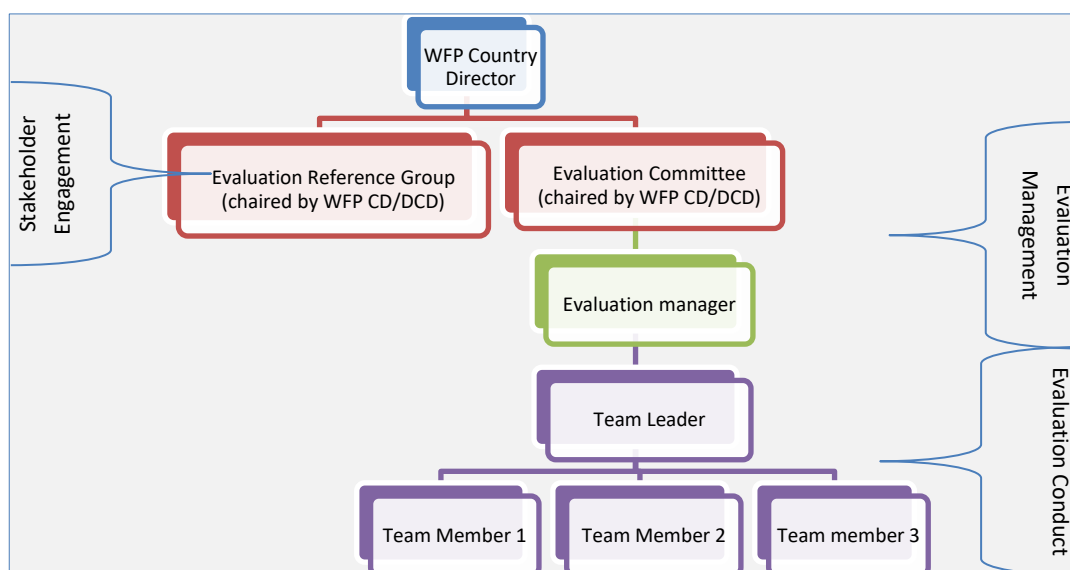 WFP Country
Director
Stakeholder
Engagement
Evaluation Reference Group
(chaired by WFP CD/DCD)
Evaluation Committee
(chaired by WFP CD/DCD)
Evaluation
Management
Evaluation manager
Team Leader
Evaluation Conduct
Team Member 1
Team Member 2
Team member 3